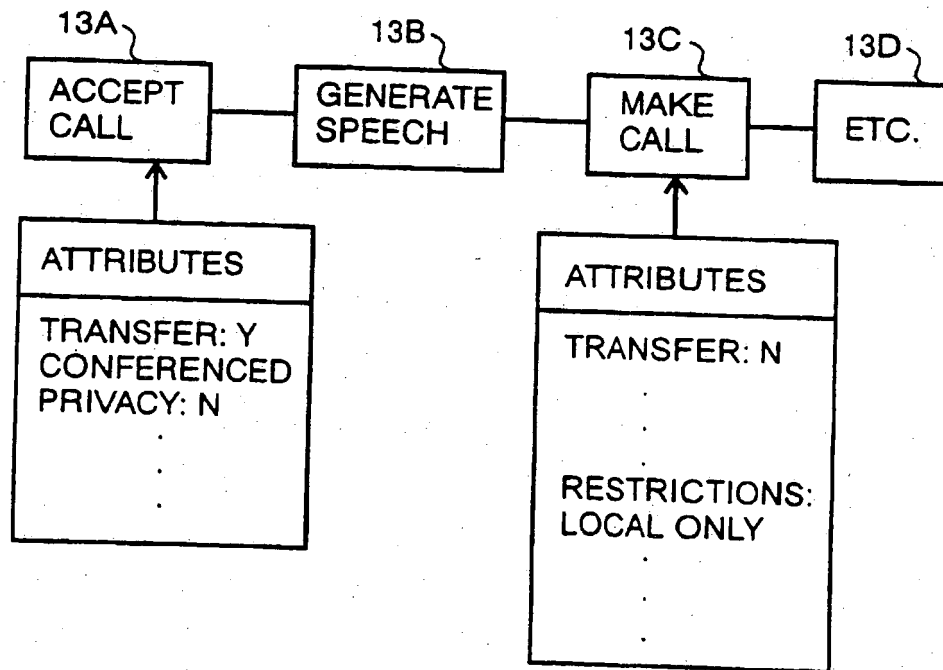 13A
13B
13C
13D
ACCEPT
CALL
GENERATE
SPEECH
MAKE
CALL
ETC.
ATTRIBUTES
TRANSFER: Y
CONFERENCED
PRIVACY: N
ATTRIBUTES
TRANSFER: N
RESTRICTIONS:
LOCAL ONLY